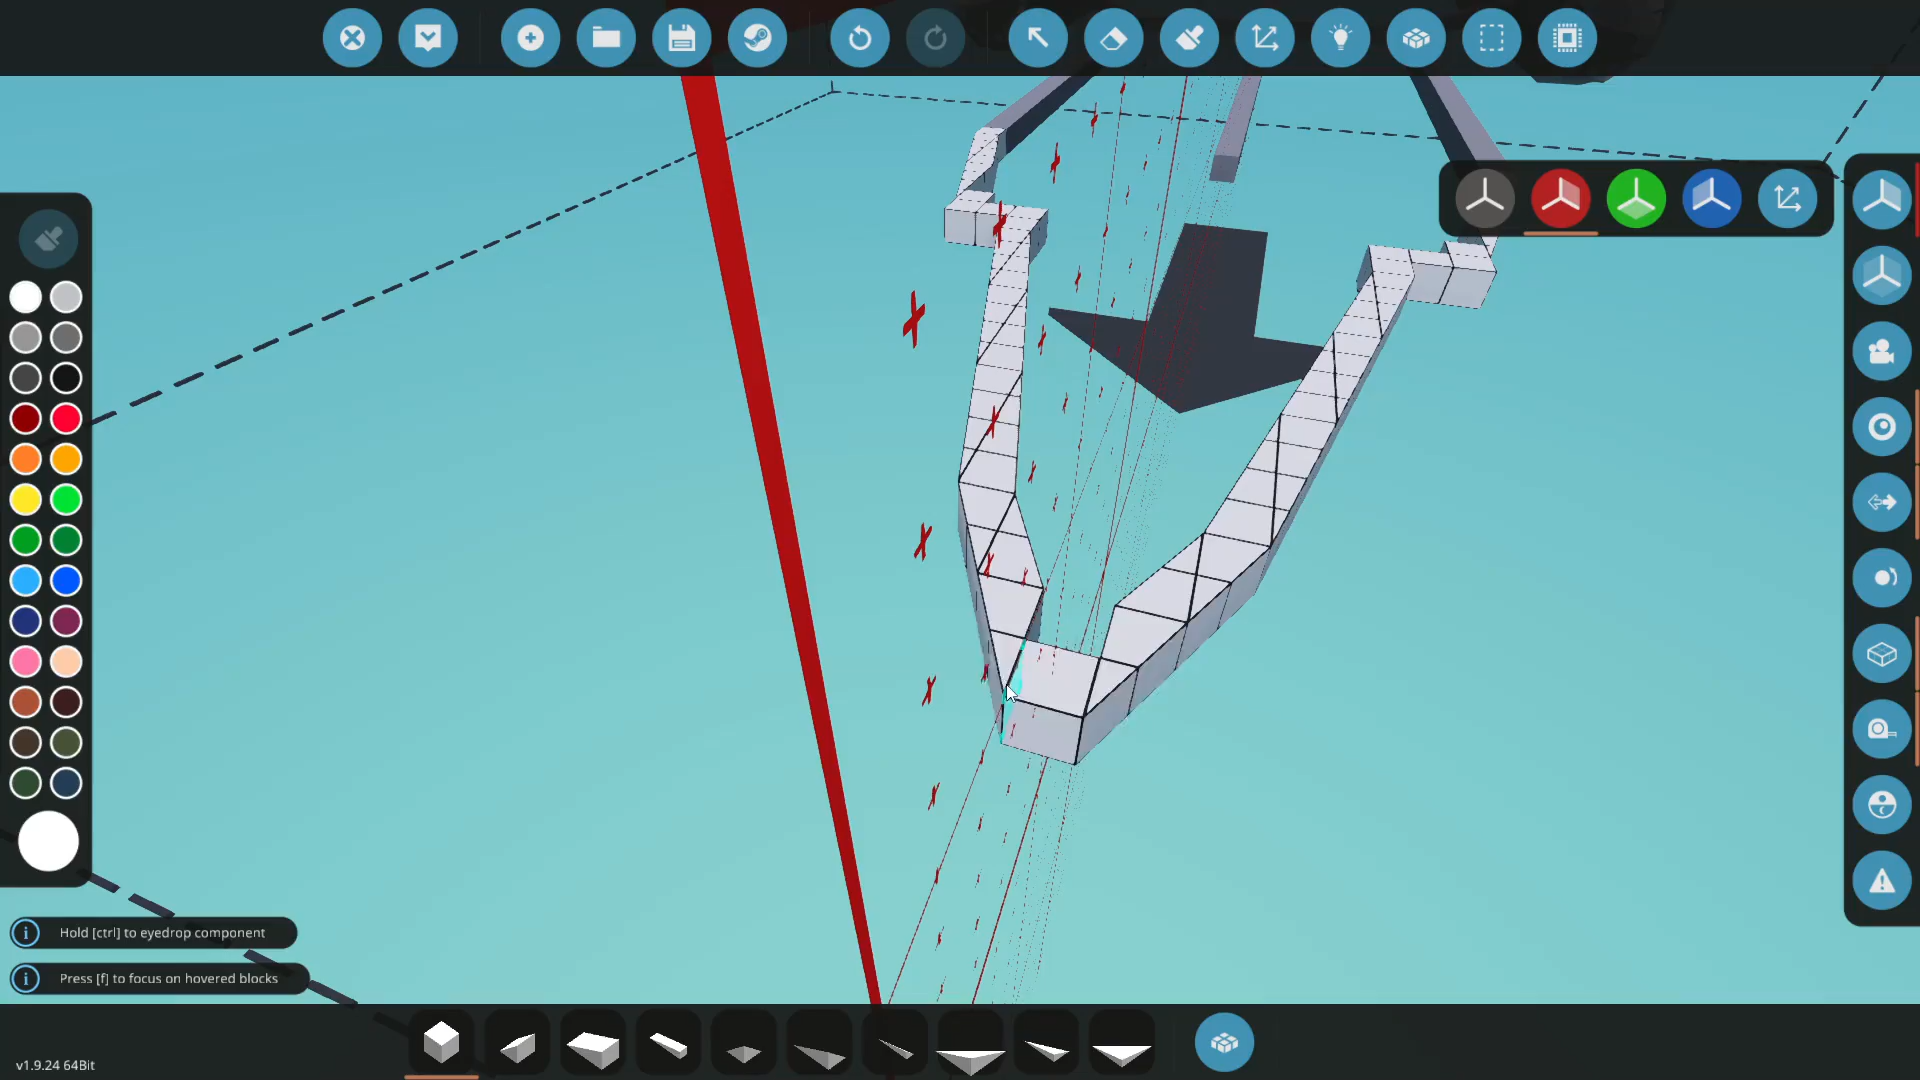 Hold [ctrl] to eyedrop component
Press [f] to focus on hovered blocks
v1.9.24 64Bit